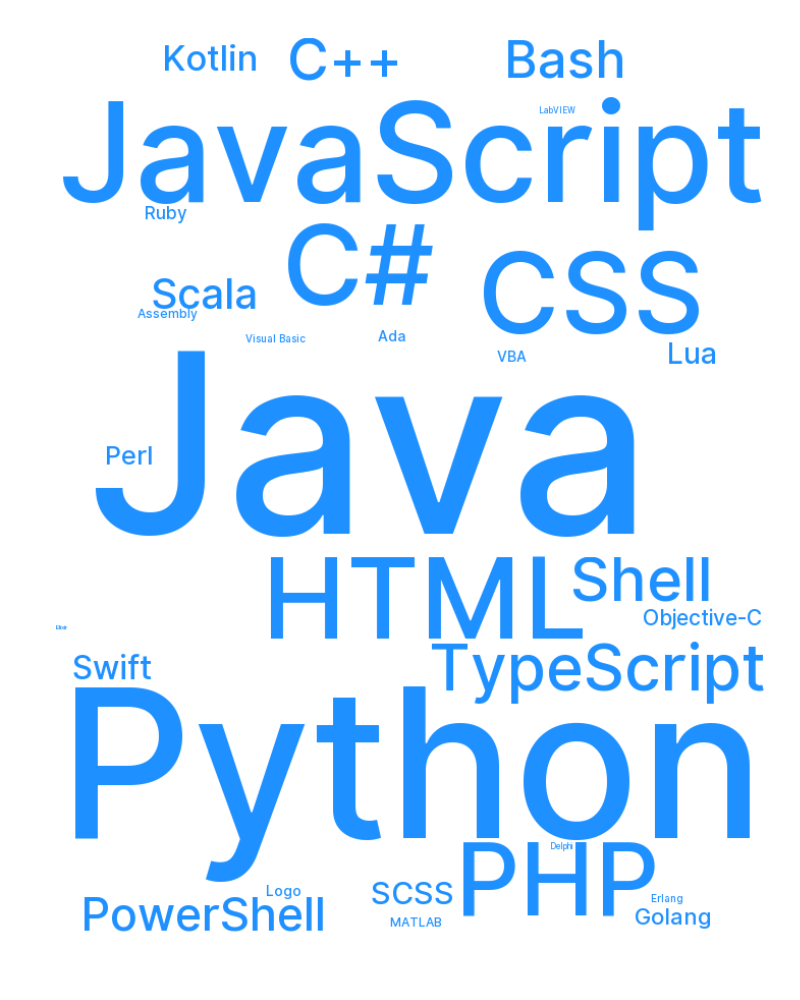 Kotlin
C++
Bash
LabVIEW
JavaScript
Ruby
C#
CSS
Scala
Assembly
Visual Basic
Ada
VBA
Lua
Java
Perl
HTML
Shell
Objective-C
TypeScript
Swift
Python
Delphi
PHP
Logo
SCSS
PowerShell
MATLAB
Erlang
Golang